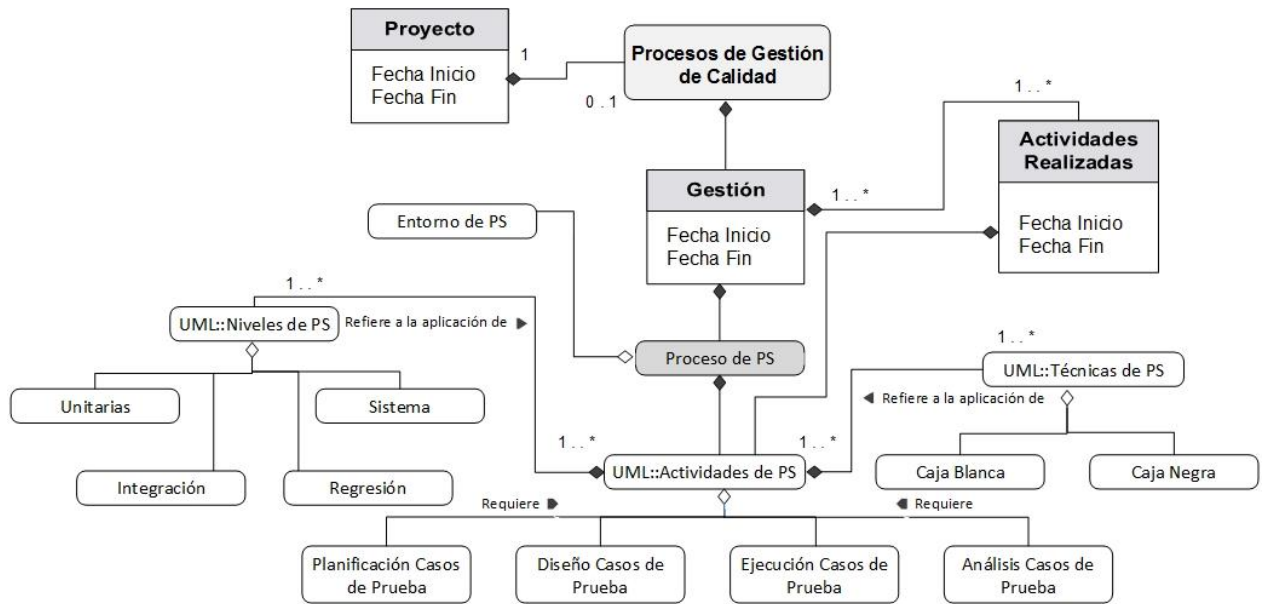 Proyecto
Fecha Inicio
Fecha Fin
1
0 . 1
Procesos de Gestión
de Calidad
1 . . *
Actividades
Realizadas
Fecha Inicio
Fecha Fin
Gestión
Fecha Inicio
Fecha Fin
1 . . *
Entorno de PS
1 . . *
UML::Niveles de PS
Refiere a la aplicación de
Proceso de PS
1 . . *
UML::Técnicas de PS
Refiere a la aplicación de
Unitarias
Sistema
Integración
Regresión
1 . . *
UML::Actividades de PS
1 . . *
Caja Blanca
Caja Negra
Requiere
Requiere
Planificación Casos
de Prueba
Diseño Casos de
Prueba
Ejecución Casos de
Prueba
Análisis Casos de
Prueba